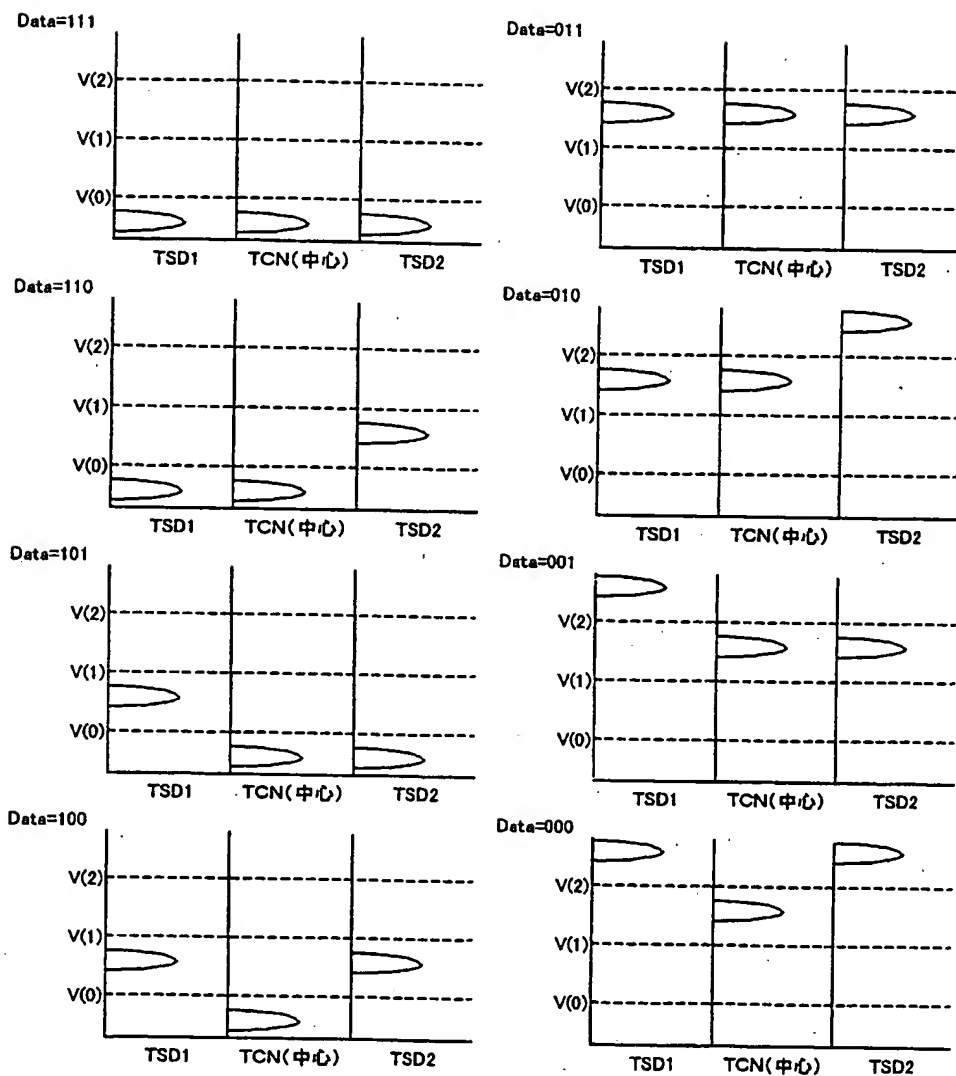 Data=111
V(2)
V(1)
V(0)
TSD1 TCN(中心) TSD2
Data=011
V(2)
V(1)
V(0)
TSD1 TCN(中心) TSD2
Data=110
V(2)
V(1)
V(0)
TSD1 TCN(中心) TSD2
Data=010
V(2)
V(1)
V(0)
TSD1 TCN(中心) TSD2
Data=101
V(2)
V(1)
V(0)
TSD1 TCN(中心) TSD2
Data=001
V(2)
V(1)
V(0)
TSD1 TCN(中心) TSD2
Data=100
V(2)
V(1)
V(0)
TSD1 TCN(中心) TSD2
Data=000
V(2)
V(1)
V(0)
TSD1 TCN(中心) TSD2